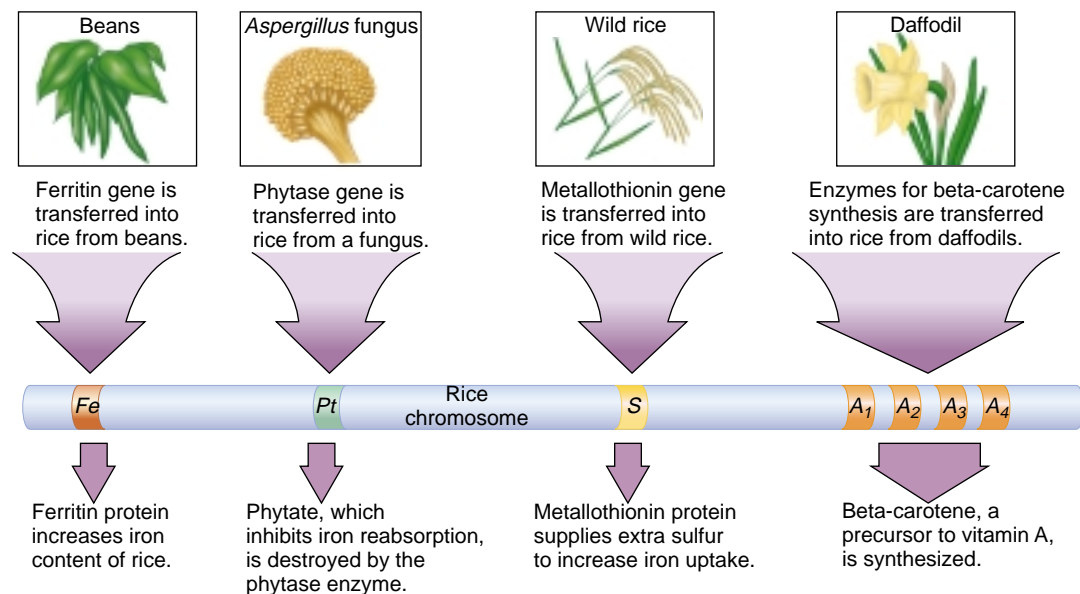 Beans
Aspergillus fungus
Wild rice
Daffodil
Ferritin gene is
transferred into
rice from beans.
Phytase gene is
transferred into
rice from a fungus.
Metallothionin gene
is transferred into
rice from wild rice.
Enzymes for beta-carotene
synthesis are transferred
into rice from daffodils.
Fe
Pt
Rice
chromosome
S
A1
A2
A3
A4
Ferritin protein
increases iron
content of rice.
Phytate, which
inhibits iron reabsorption,
is destroyed by the
phytase enzyme.
Metallothionin protein
supplies extra sulfur
to increase iron uptake.
Beta-carotene, a
precursor to vitamin A,
is synthesized.